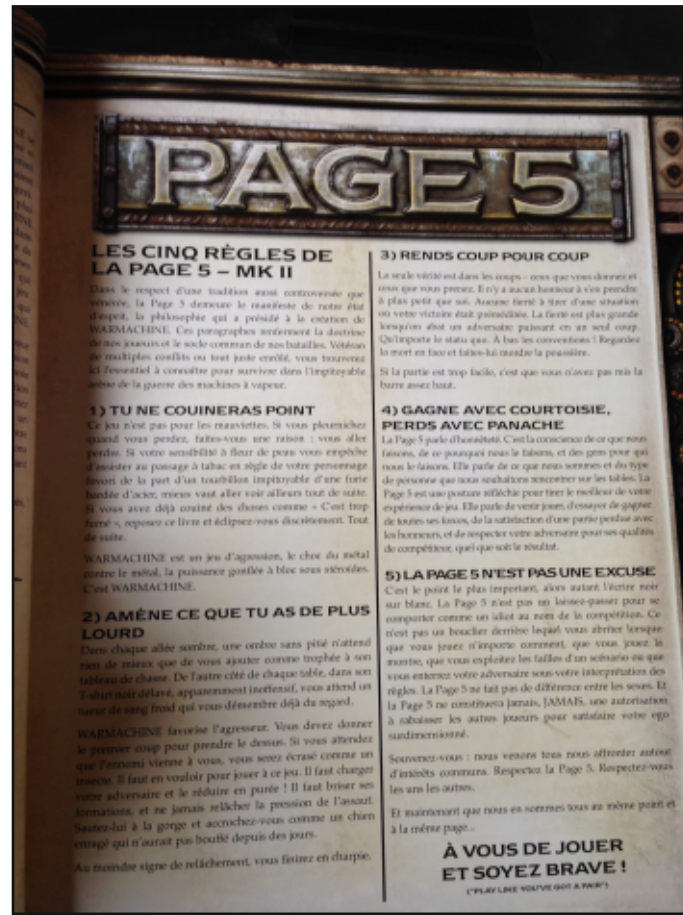 PAGE 5
LES CINQ RÈGLES DE
LA PAGE 5 – MK II
Dans le respect d'une tradition aussi controversée que
vénérée, la Page 5 demeure le manifeste de notre état
d'esprit, la philosophie qui a présidé à la création de
WARMACHINE. Ces paragraphes renferment la doctrine
de nos joueurs et le socle commun de nos batailles. Vétéran
de multiples conflits ou tout juste enrôlé, vous trouverez
ici l'essentiel à connaître pour survivre dans l'impitoyable
arène de la guerre des machines à vapeur.
1) TU NE COUINERAS POINT
Ce jeu n'est pas pour les mauviettes. Si vous pleurnichez
quand vous perdez, faites-vous une raison : vous allez
perdre. Si votre sensibilité à fleur de peau vous empêche
d'assister au passage à tabac en règle de votre personnage
favori de la part d'un tourbillon impitoyable d'une furie
bardée d'acier, mieux vaut aller voir ailleurs tout de suite.
Si vous avez déjà couiné des choses comme « C'est trop
fumé », reposez ce livre et éclipsez-vous discrètement. Tout
de suite.
WARMACHINE est un jeu d'agression, le choc du métal
contre le métal, la puissance gonflée à bloc sous stéroïdes.
C'est WARMACHINE.
2) AMÈNE CE QUE TU AS DE PLUS
LOURD
Dans chaque allée sombre, une ombre sans pitié n'attend
rien de mieux que de vous ajouter comme trophée à son
tableau de chasse. De l'autre côté de chaque table, dans son
T-shirt noir délavé, apparemment inoffensif, vous attend un
tueur de sang froid qui vous démembre déjà du regard.
WARMACHINE favorise l'agresseur. Vous devez donner
le premier coup pour prendre le dessus. Si vous attendez
que l'ennemi vienne à vous, vous serez écrasé comme un
insecte. Il faut en vouloir pour jouer à ce jeu. Il faut charger
votre adversaire et le réduire en purée ! Il faut briser ses
formations, et ne jamais relâcher la pression de l'assaut.
Sautez-lui à la gorge et accrochez-vous comme un chien
enragé qui n'aurait pas bouffé depuis des jours.
Au moindre signe de relâchement, vous finirez en charpie.
3) RENDS COUP POUR COUP
La seule vérité est dans les coups – ceux que vous donnez et
ceux que vous prenez. Il n'y a aucun honneur à s'en prendre
à plus petit que soi. Aucune fierté à tirer d'une situation
où votre victoire était préméditée. La fierté est plus grande
lorsqu'on abat un adversaire puissant en un seul coup.
Qu'importe le statu quo. À bas les conventions ! Regardez
la mort en face et faites-lui mordre la poussière.
Si la partie est trop facile, c'est que vous n'avez pas mis la
barre assez haut.
4) GAGNE AVEC COURTOISIE,
PERDS AVEC PANACHE
La Page 5 parle d'honnêteté. C'est la conscience de ce que nous
faisons, de ce pourquoi nous le faisons, et des gens pour qui
nous le faisons. Elle parle de ce que nous sommes et du type
de personne que nous souhaitons rencontrer sur les tables. La
Page 5 est une posture réfléchie pour tirer le meilleur de votre
expérience de jeu. Elle parle de venir jouer, d'essayer de gagner
de toutes ses forces, de la satisfaction d'une partie perdue avec
les honneurs, et de respecter votre adversaire pour ses qualités
de compétiteur, quel que soit le résultat.
5) LA PAGE 5 N'EST PAS UNE EXCUSE
C'est le point le plus important, alors autant l'écrire noir
sur blanc. La Page 5 n'est pas un laissez-passer pour se
comporter comme un idiot au nom de la compétition. Ce
n'est pas un bouclier derrière lequel vous abriter lorsque
que vous jouez n'importe comment, que vous jouez la
montre, que vous exploitez les failles d'un scénario ou que
vous enterrez votre adversaire sous votre interprétation des
règles. La Page 5 ne fait pas de différence entre les sexes. Et
la Page 5 ne constituera jamais, JAMAIS, une autorisation
à rabaisser les autres joueurs pour satisfaire votre ego
surdimensionné.
Souvenez-vous : nous venons tous nous affronter autour
d'intérêts communs. Respectez la Page 5. Respectez-vous
les uns les autres.
Et maintenant que nous en sommes tous au même point et
à la même page...
À VOUS DE JOUER
ET SOYEZ BRAVE !
("PLAY LIKE YOU'VE GOT A PAIR")